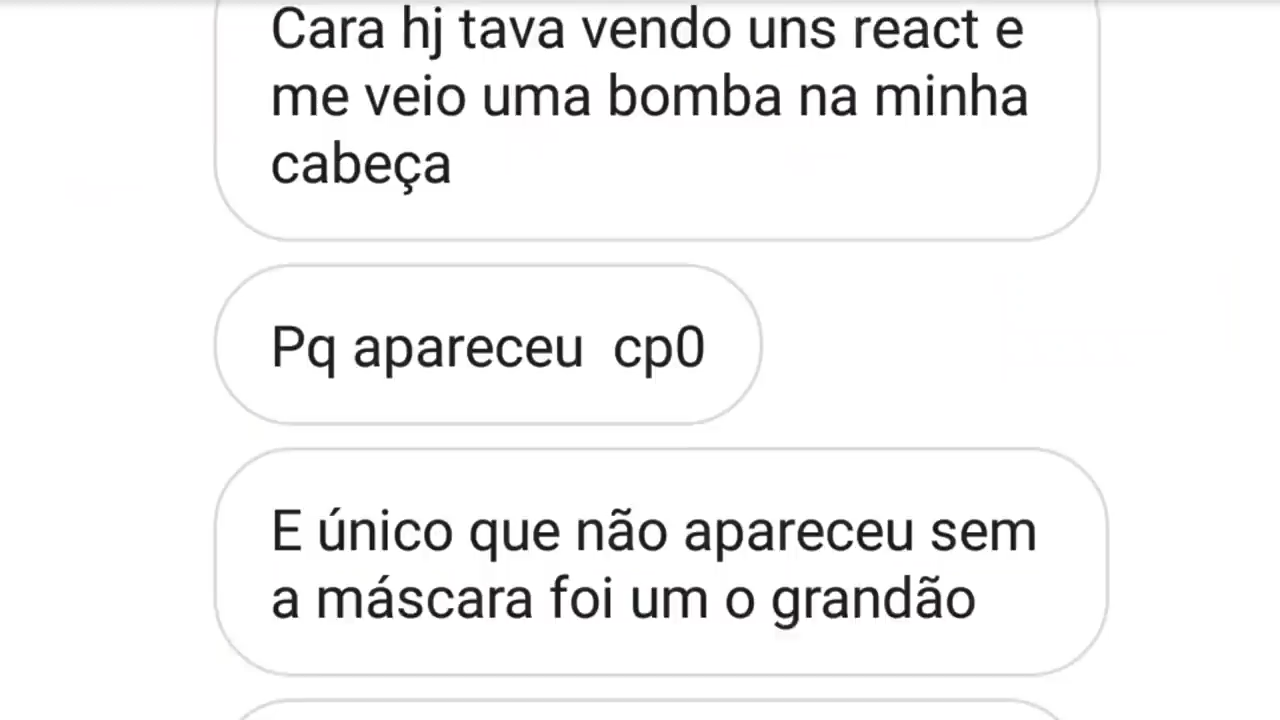 Cara hj tava vendo uns react e
me veio uma bomba na minha
cabeça
Pq apareceu  cp0
E único que não apareceu sem
a máscara foi um o grandão